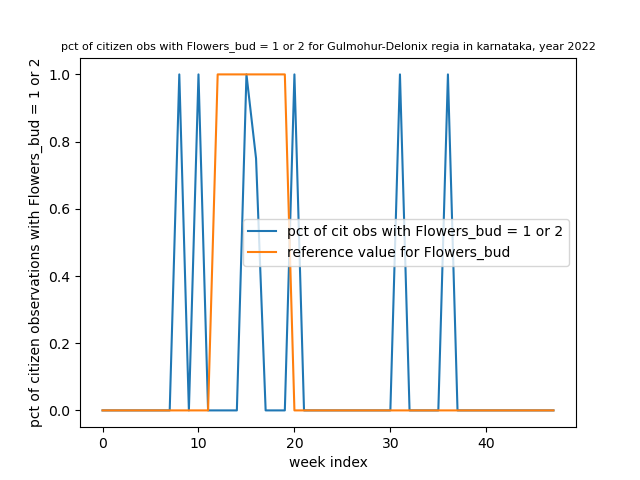 pct of citizen obs with Flowers_bud = 1 or 2 for Gulmohur-Delonix regia in karnataka, year 2022
pct of citizen observations with Flowers_bud = 1 or 2
1.0
0.8
0.6
0.4
0.2
0.0
pct of cit obs with Flowers_bud = 1 or 2
reference value for Flowers_bud
0 10 20 30 40
week index